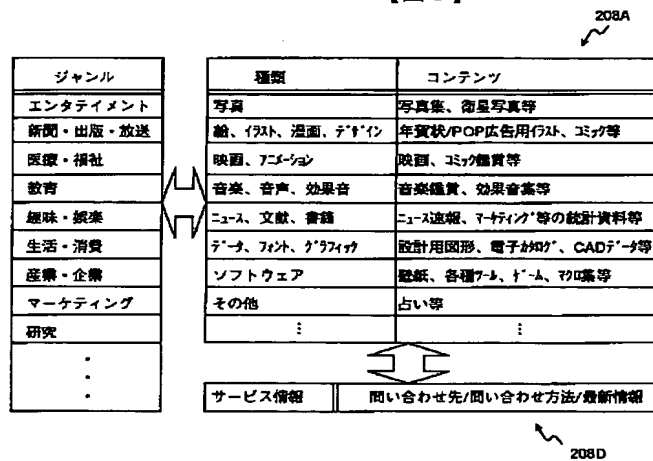 208A
ジャンル
エンタテイメント
新聞・出版・放送
医療・福祉
教育
趣味・娯楽
生活・消費
産業・企業
マーケティング
研究
種類 コンテンツ
写真 写真集、衛星写真等
絵、イラスト、漫画、デザイン 年賀状/POP広告用イラスト、コミック等
映画、アニメーション 映画、コミック鑑賞等
音楽、音声、効果音 音楽鑑賞、効果音集等
ニュース、文献、書籍 ニュース速報、マーケティング等の統計資料等
データ、フォント、グラフィック 設計用図形、電子カタログ、CADデータ等
ソフトウェア 壁紙、各種ツール、ゲーム、マクロ集等
その他 占い等
サービス情報 問い合わせ先/問い合わせ方法/最新情報
208D